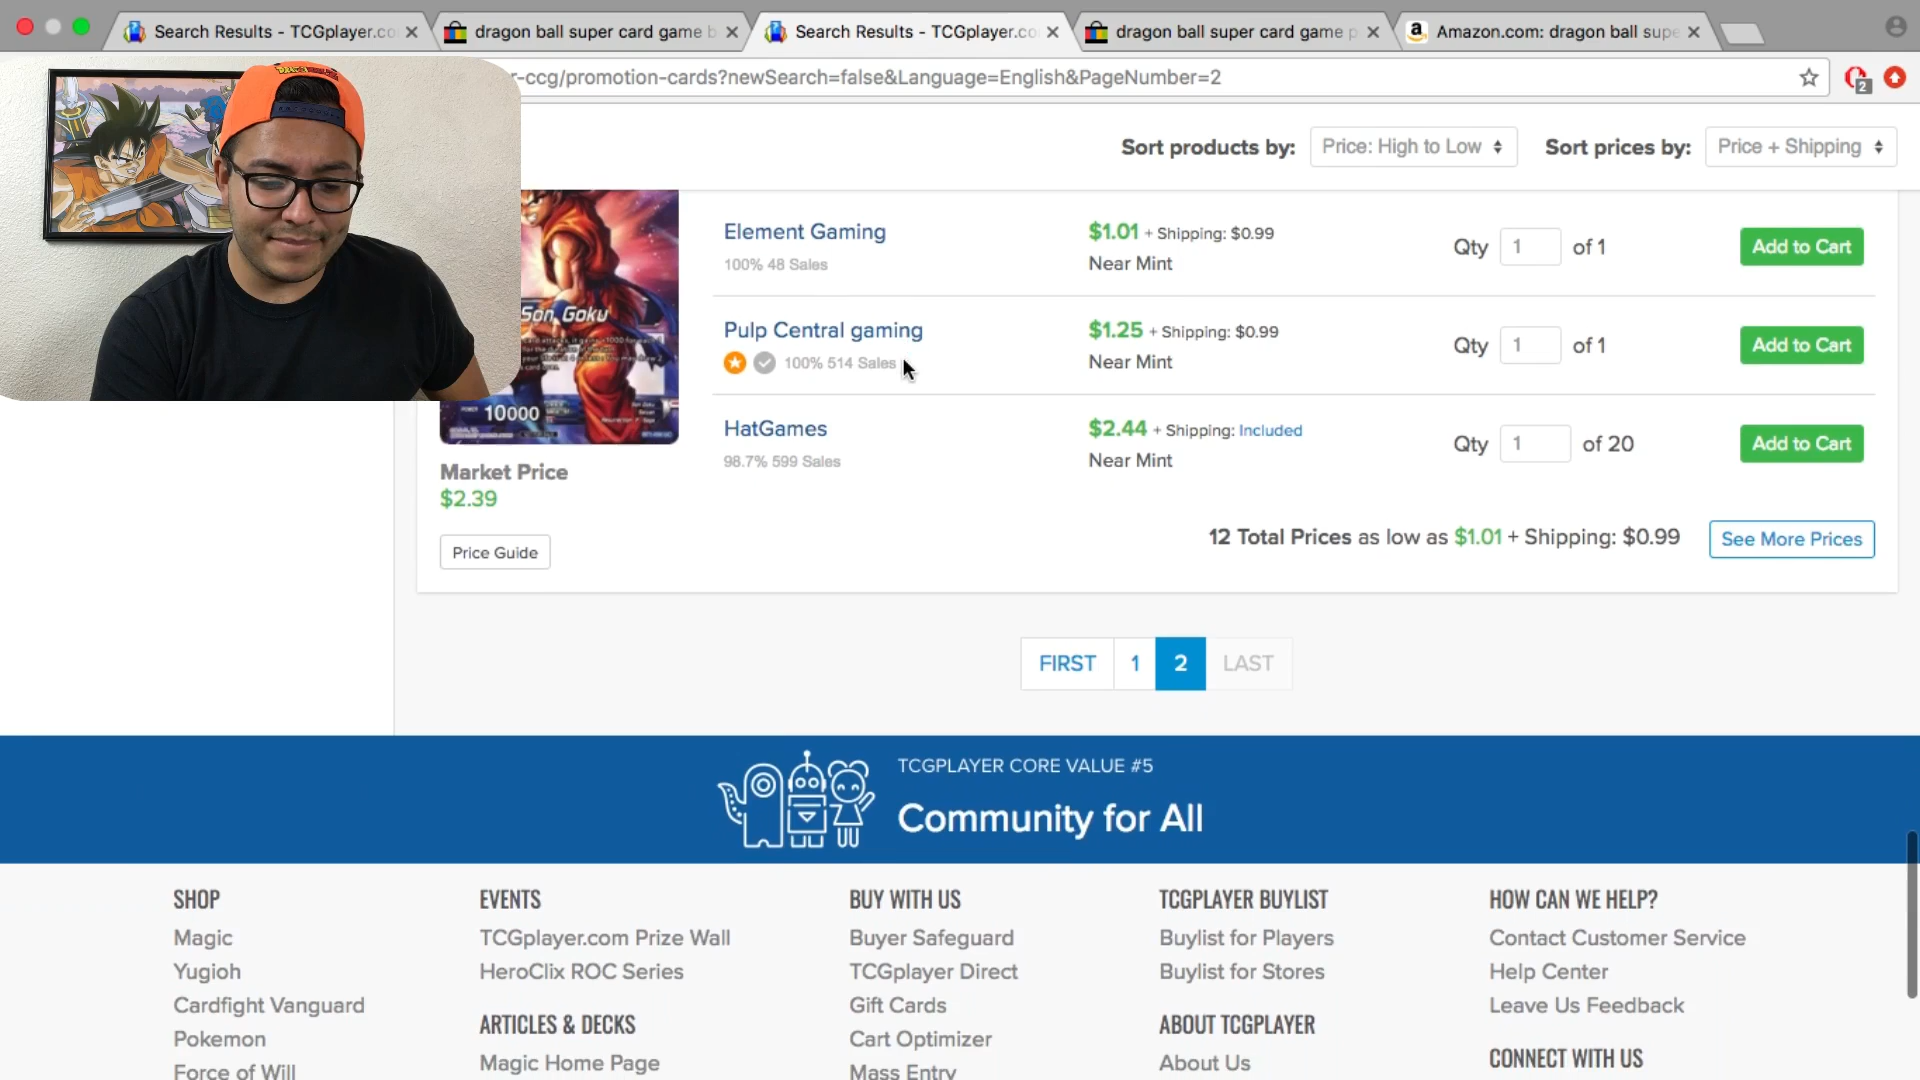 Search Results - TCGplayer.co
dragon ball super card game b
Search Results - TCGplayer.co
dragon ball super card game p
Amazon.com: dragon ball supe
r-ccg/promotion-cards?newSearch=false&Language=English&PageNumber=2
2
Sort products by: Price: High to Low Sort prices by: Price + Shipping
Element Gaming
100% 48 Sales
$1.01 + Shipping: $0.99
Near Mint
Qty 1 of 1
Add to Cart
Pulp Central gaming
100% 514 Sales
$1.25 + Shipping: $0.99
Near Mint
Qty 1 of 1
Add to Cart
HatGames
98.7% 599 Sales
$2.44 + Shipping: Included
Near Mint
Qty 1 of 20
Add to Cart
Son Goku
10000
Market Price
$2.39
Price Guide
12 Total Prices as low as $1.01 + Shipping: $0.99
See More Prices
FIRST 1 2 LAST
TCGPLAYER CORE VALUE #5
Community for All
SHOP
Magic
Yugioh
Cardfight Vanguard
Pokemon
Force of Will
EVENTS
TCGplayer.com Prize Wall
HeroClix ROC Series
ARTICLES & DECKS
Magic Home Page
BUY WITH US
Buyer Safeguard
TCGplayer Direct
Gift Cards
Cart Optimizer
Mass Entry
TCGPLAYER BUYLIST
Buylist for Players
Buylist for Stores
ABOUT TCGPLAYER
About Us
HOW CAN WE HELP?
Contact Customer Service
Help Center
Leave Us Feedback
CONNECT WITH US